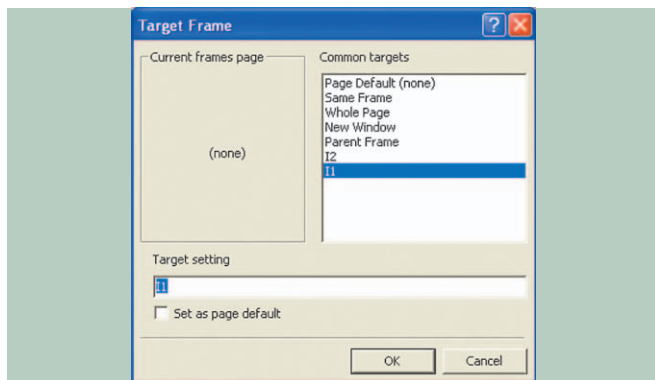 Target Frame
Current frames page
(none)
Common targets
Page Default (none)
Same Frame
Whole Page
New Window
Parent Frame
I2
I1
Target setting
I1
Set as page default
OK
Cancel